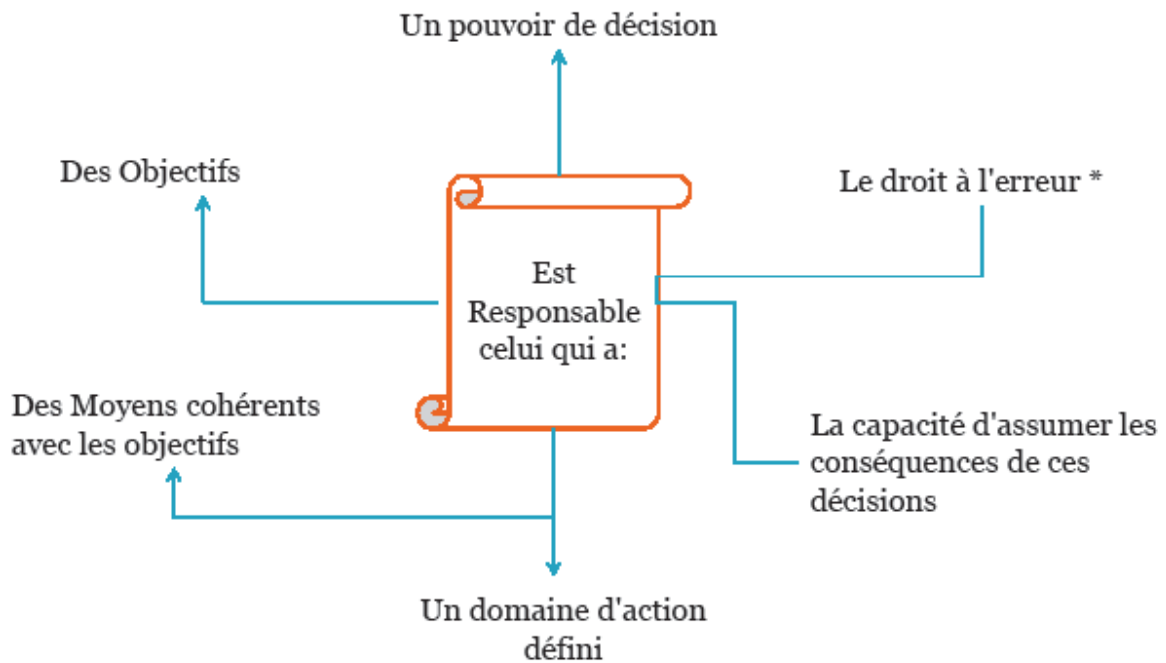 Un pouvoir de décision
Des Objectifs
Le droit à l'erreur *
Est
Responsable
celui qui a:
Des Moyens cohérents
avec les objectifs
La capacité d'assumer les
conséquences de ces
décisions
Un domaine d'action
défini